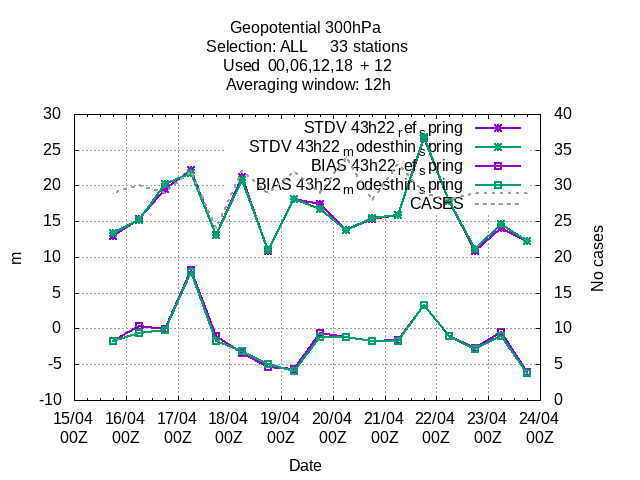 Geopotential 300hPa
Selection: ALL 33 stations
Used 00,06,12,18 + 12
Averaging window: 12h
STDV 43h22_ref_spring
STDV 43h22_modesthin_spring
BIAS 43h22_ref_spring
BIAS 43h22_modesthin_spring
CASES
30
25
20
15
10
5
0
-5
-10
m
40
35
30
25
20
15
10
5
0
No cases
15/04 16/04 17/04 18/04 19/04 20/04 21/04 22/04 23/04 24/04
00Z 00Z 00Z 00Z 00Z 00Z 00Z 00Z 00Z 00Z
Date